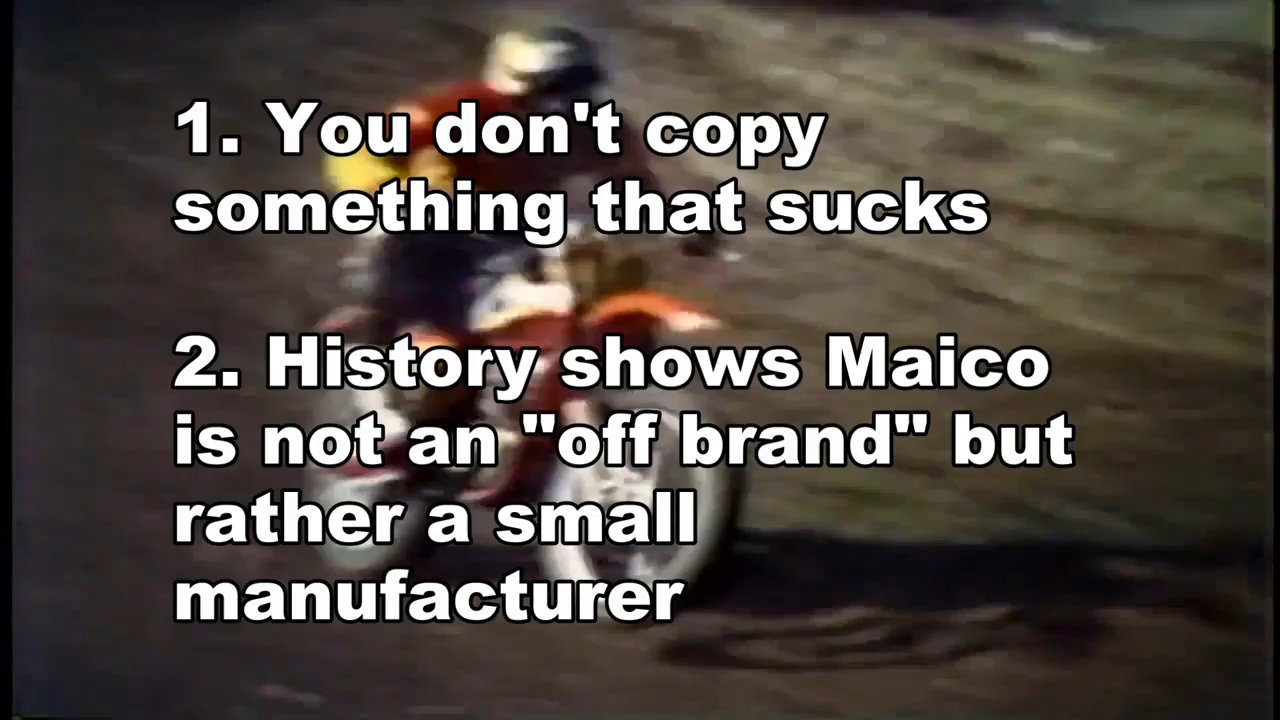 1. You don't copy
something that sucks
2. History shows Maico
is not an "off brand" but
rather a small
manufacturer